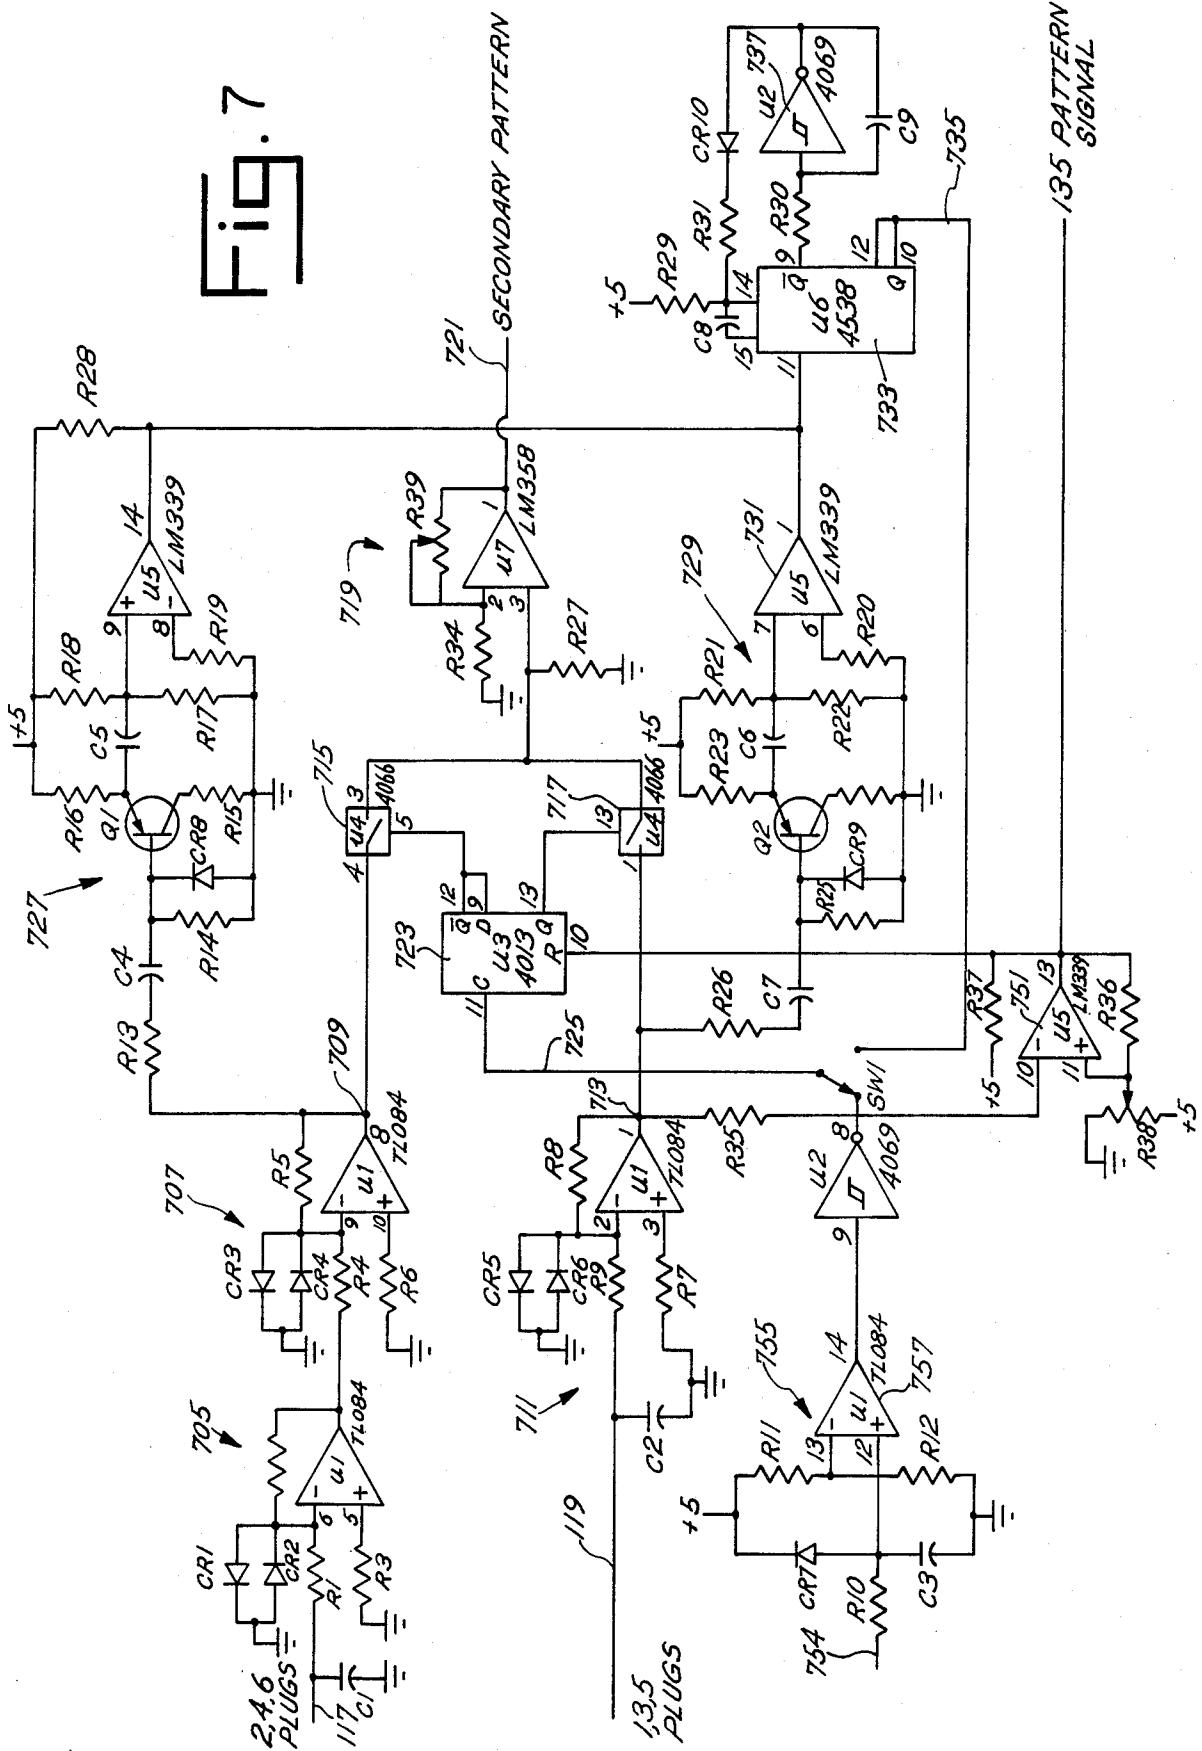 Fig. 7
2,4,6
PLUGS
117
C1
CR1
CR2
R1
R3
705
6
5
-
+
U1
TL084
707
CR3
CR4
R4
R5
R6
9
10
-
+
U1
8
TL084
709
R13
C4
727
R14
CR8
Q1
R15
R16
+5
C5
R17
R18
R19
9
8
+
-
U5
14
LM339
R28
715
4
U4
3
4066
5
723
11
C
U3
4013
Q̅
D
Q
R
12
9
13
10
717
13
1
U4
4066
719
R34
R39
R27
2
3
U7
1
LM358
721
SECONDARY PATTERN
1,3,5
PLUGS
119
711
C2
CR5
CR6
R9
R7
R8
2
3
-
+
U1
1
TL084
713
R35
R26
C7
725
R25
CR9
Q2
R23
+5
C6
R21
R22
R20
729
7
6
U5
731
1
LM339
733
11
15
14
C8
+5
R29
U6
4538
Q̅
9
Q
12
10
R31
CR10
R30
U2
737
4069
C9
735
754
R10
CR7
C3
+5
R11
R12
13
12
-
+
U1
14
TL084
755
757
9
U2
8
4069
SW1
+5
R37
10
11
-
+
U5
751
13
LM339
R36
R38
+5
135 PATTERN
SIGNAL